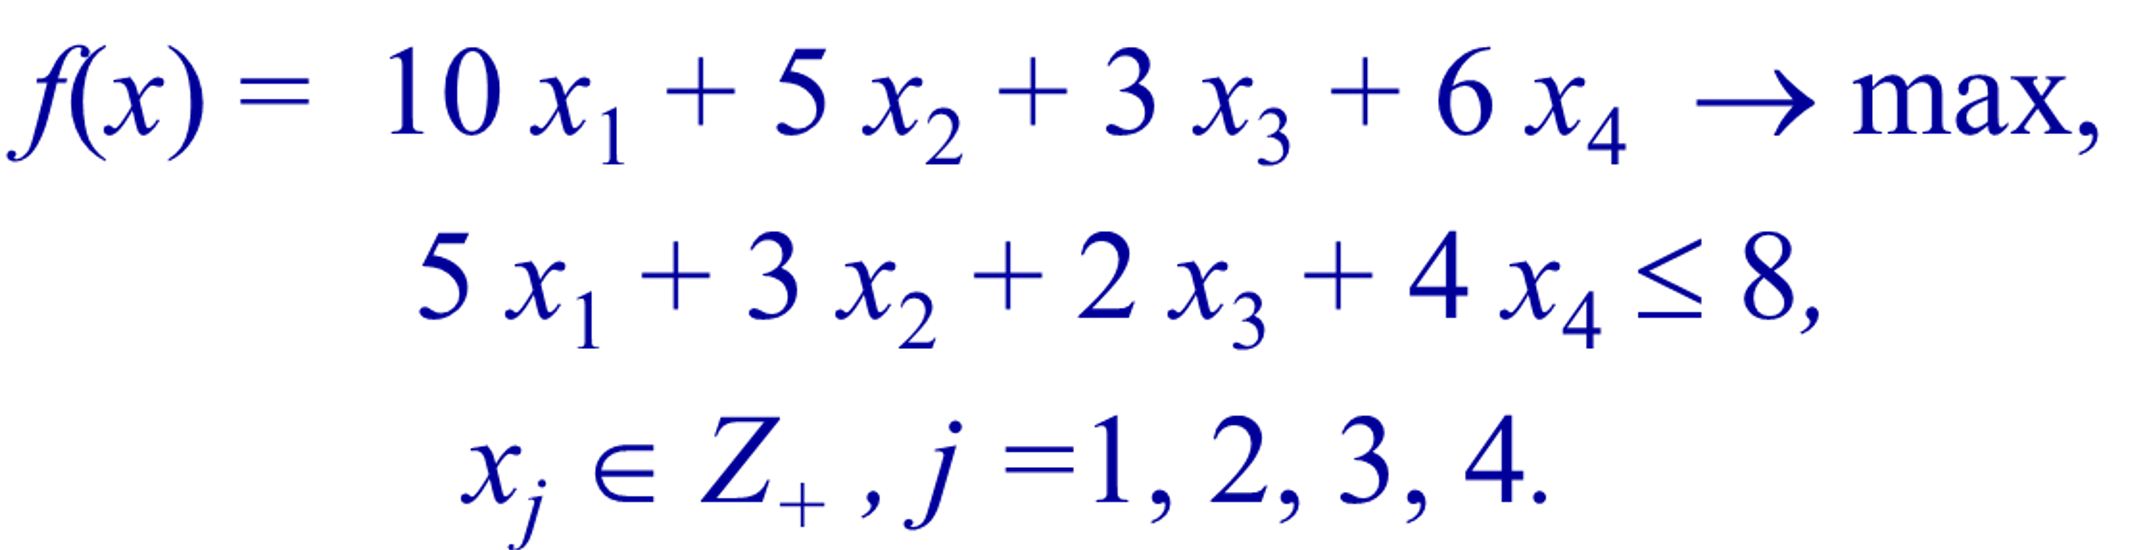 f(x) = 10 x₁ + 5 x₂ + 3 x₃ + 6 x₄ → max,
5 x₁ + 3 x₂ + 2 x₃ + 4 x₄ ≤ 8,
xⱼ ∈ Z₊ , j =1, 2, 3, 4.